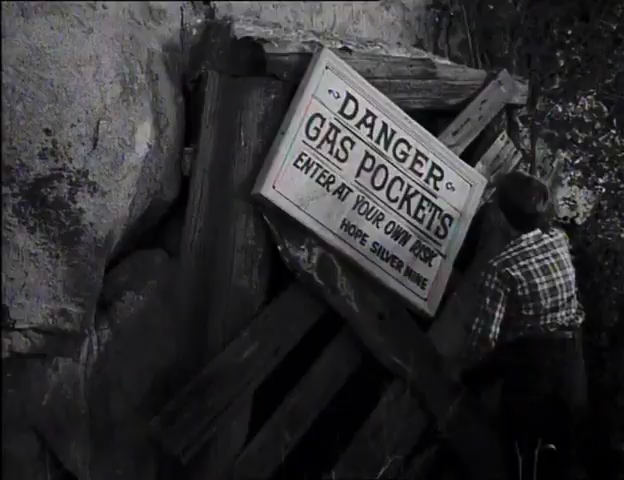 DANGER
GAS POCKETS
ENTER AT YOUR OWN RISK
HOPE SILVER MINE